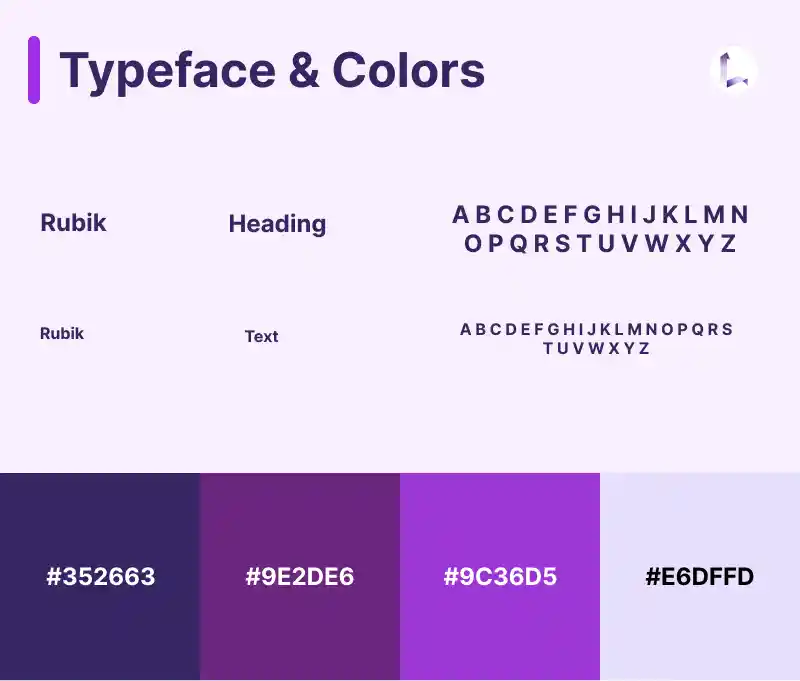 Typeface & Colors
Rubik
Heading
A B C D E F G H I J K L M N
O P Q R S T U V W X Y Z
Rubik
Text
A B C D E F G H I J K L M N O P Q R S
T U V W X Y Z
#352663
#9E2DE6
#9C36D5
#E6DFFD